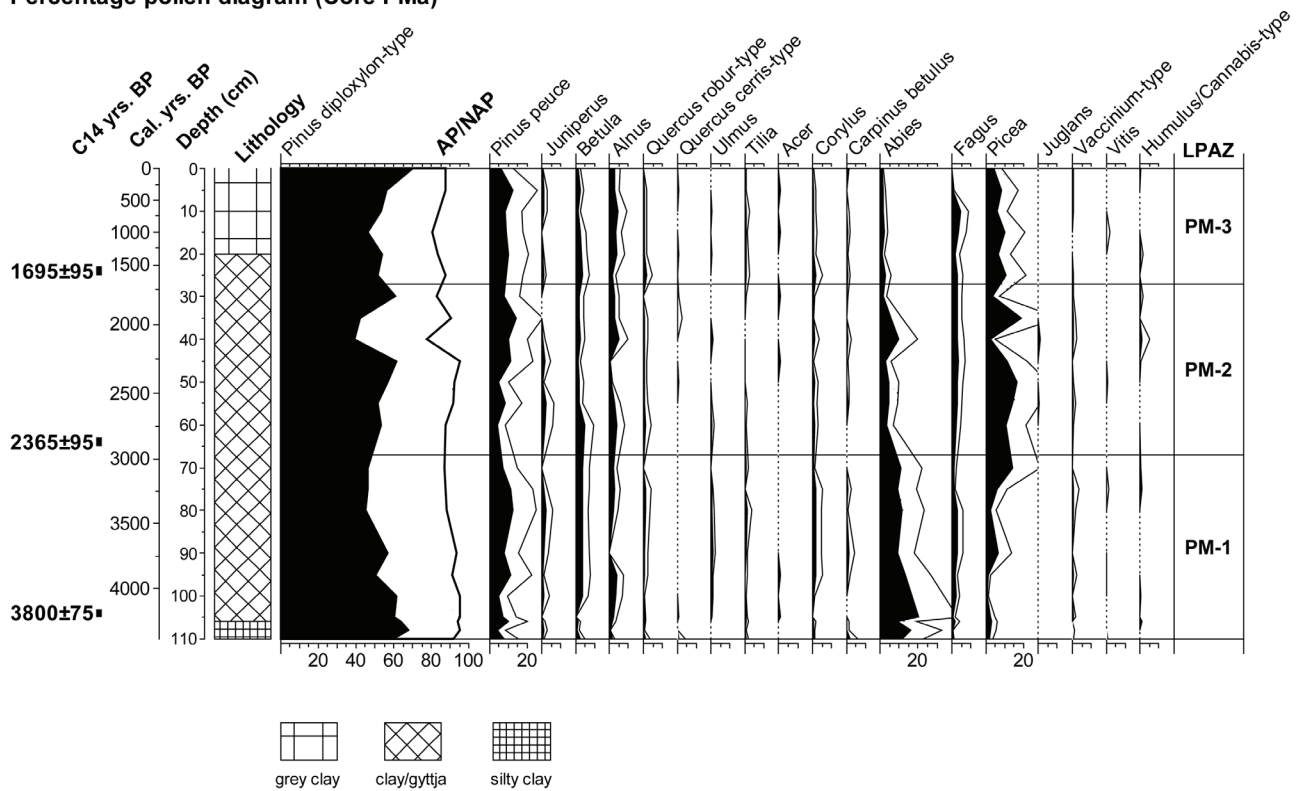 Percentage pollen diagram (Core PMa)
C14 yrs. BP
Cal. yrs. BP
Depth (cm)
Lithology
Pinus diploxylon-type
AP/NAP
Pinus peuce
Juniperus
Betula
Alnus
Quercus robur-type
Quercus cerris-type
Ulmus
Tilia
Acer
Corylus
Carpinus betulus
Abies
Fagus
Picea
Juglans
Vaccinium-type
Vitis
Humulus/Cannabis-type
LPAZ
1695±95
2365±95
3800±75
0
500
1000
1500
2000
2500
3000
3500
4000
0
10
20
30
40
50
60
70
80
90
100
110
PM-3
PM-2
PM-1
20 40 60 80 100 20 20 20
grey clay clay/gyttja silty clay